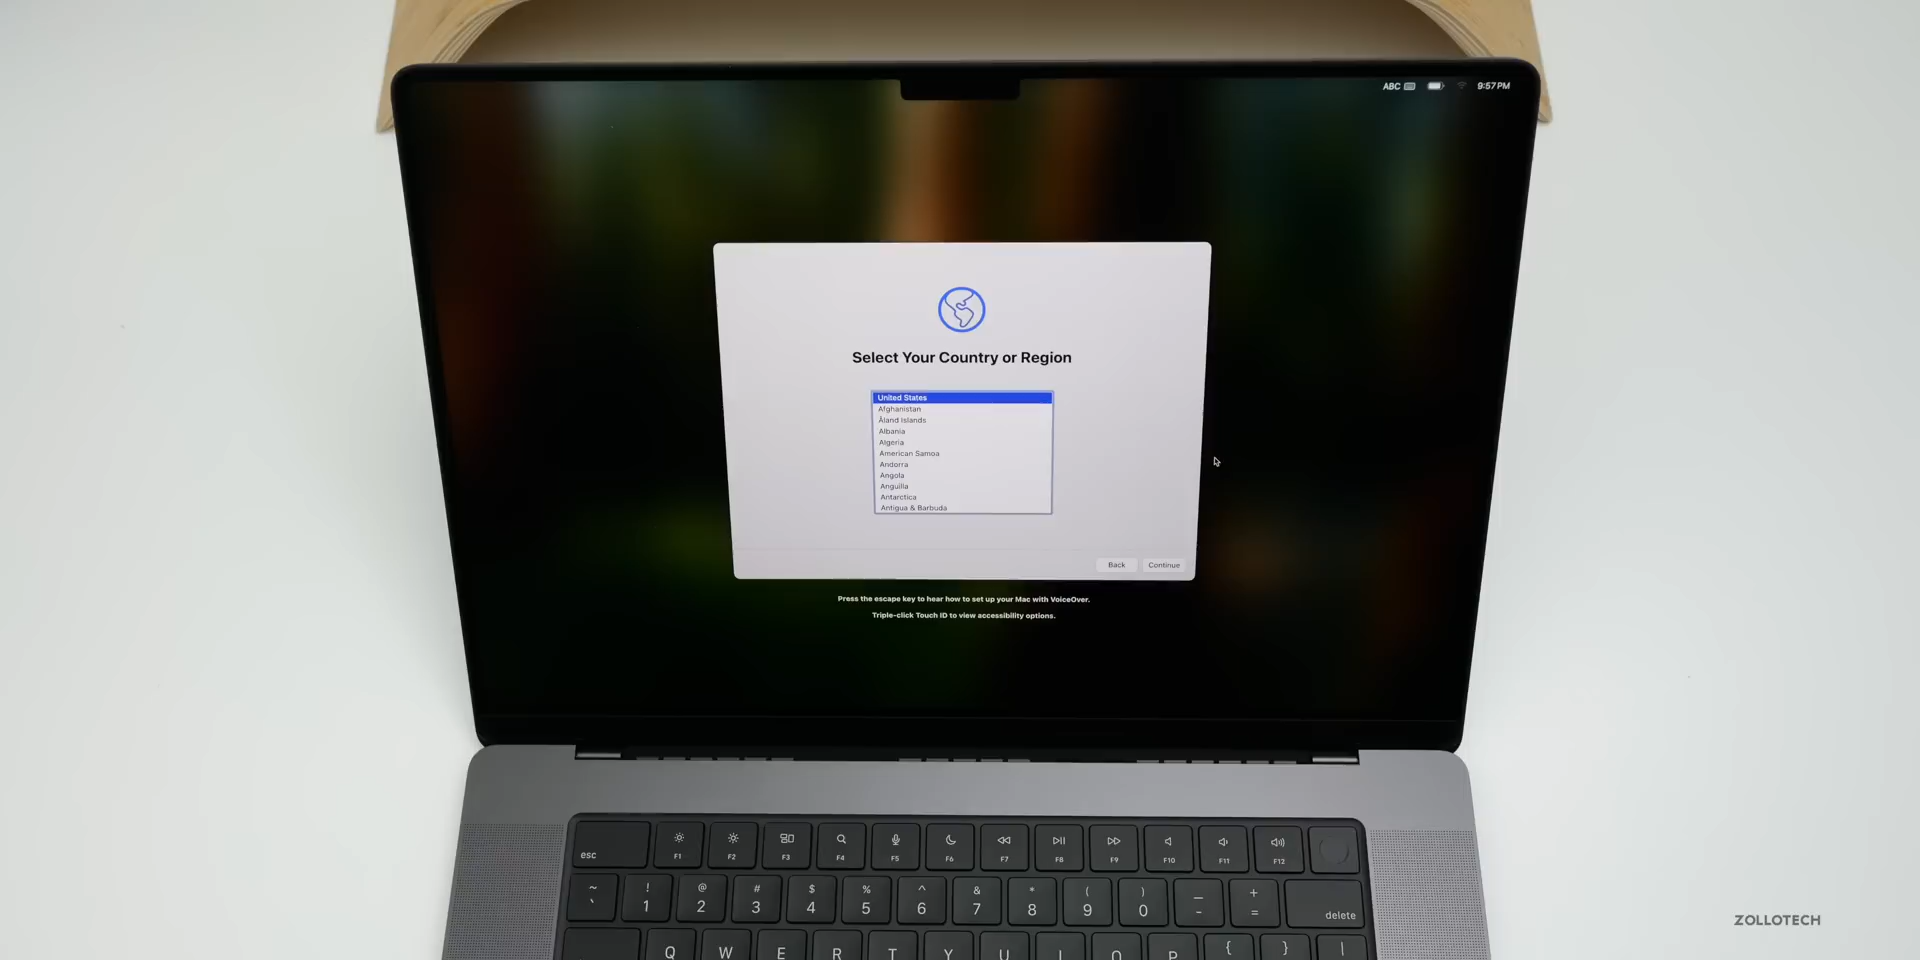 ABC 9:57 PM
Select Your Country or Region
United States
Afghanistan
Åland Islands
Albania
Algeria
American Samoa
Andorra
Angola
Anguilla
Antarctica
Antigua & Barbuda
Back Continue
Press the escape key to hear how to set up your Mac with VoiceOver.
Triple-click Touch ID to view accessibility options.
esc F1 F2 F3 F4 F5 F6 F7 F8 F9 F10 F11 F12
~ ! @ # $ % ^ & * ( ) _ +
` 1 2 3 4 5 6 7 8 9 0 - = delete
Q W E R T Y U I O P { } |
ZOLLOTECH